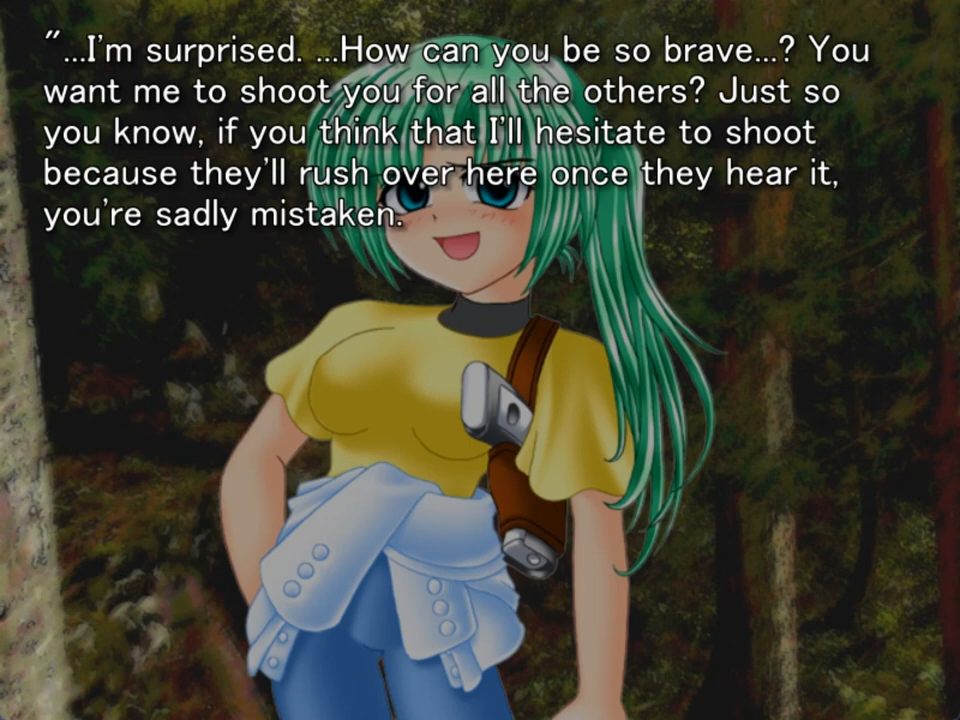 "...I'm surprised. ...How can you be so brave...? You
want me to shoot you for all the others? Just so
you know, if you think that I'll hesitate to shoot
because they'll rush over here once they hear it,
you're sadly mistaken.